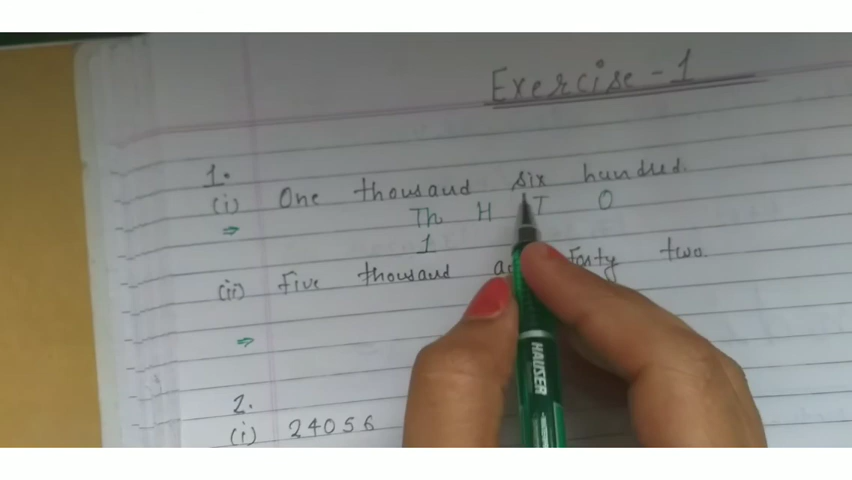 Exercise - 1
1.
(i) One thousand six hundred.
⇒ Th H T O
1
(ii) Five thousand forty two.
⇒
2.
(i) 24056
HAUSER